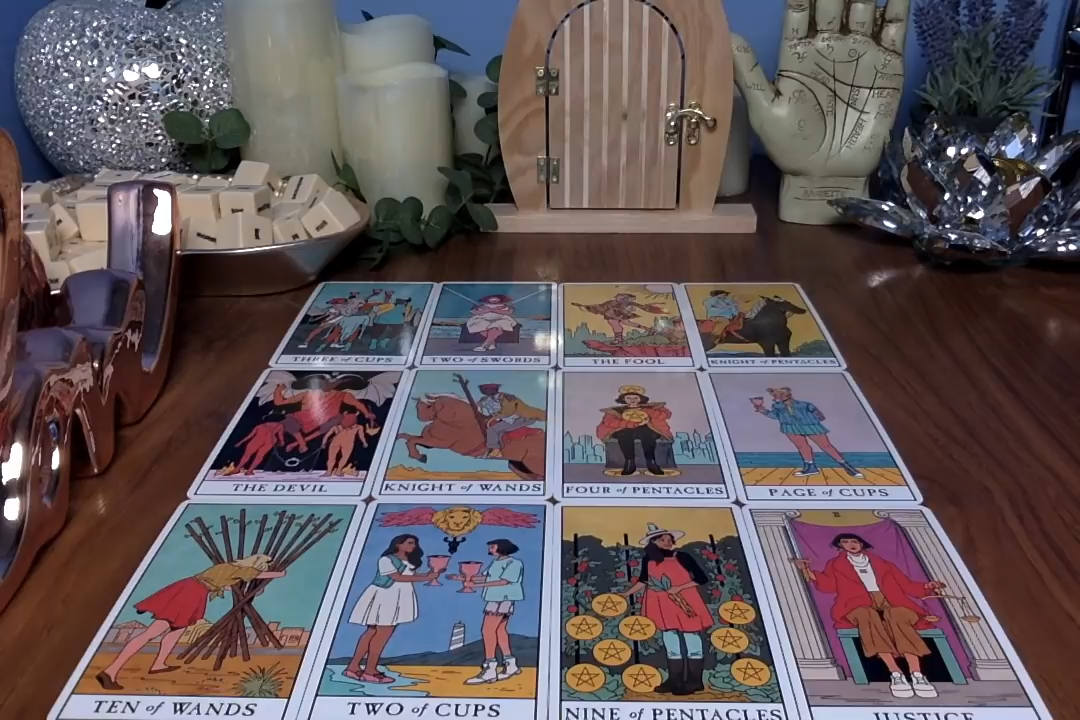 THREE of CUPS
TWO of SWORDS
THE FOOL
KNIGHT of PENTACLES
THE DEVIL
KNIGHT of WANDS
FOUR of PENTACLES
PAGE of CUPS
II
TEN of WANDS
TWO of CUPS
NINE of PENTACLES
JUSTICE